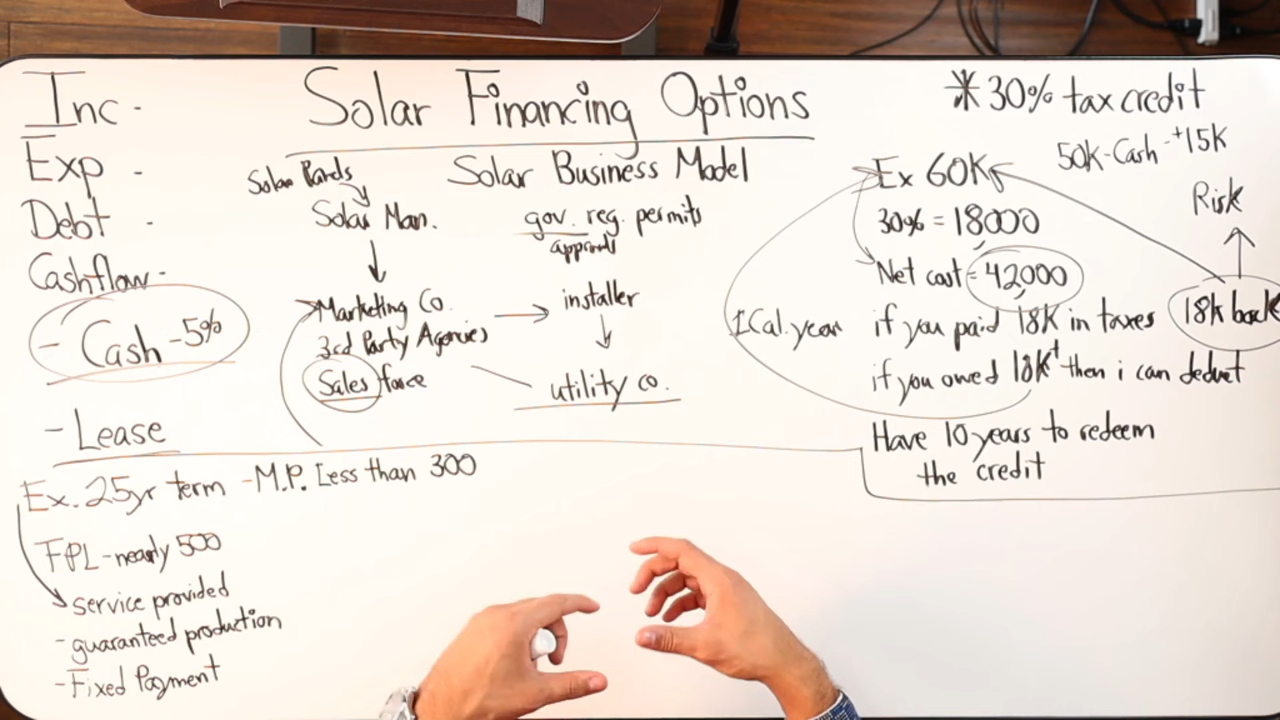 Solar Financing Options
Inc -
Exp -
Debt -
Cashflow -
- Cash - 5%
- Lease
Solar Business Model
Solar Man.
gov. reg. permits
Marketing Co.
3rd Party Agencies
Sales force
installer
utility co.
* 30% tax credit
50K - Cash - +15K
Ex 60K
30% = 18000
Net cost = 42,000
Risk
18k back
1 Cal. year
if you paid 18K in taxes
if you owed 18K+ then i can deduct
Have 10 years to redeem
the credit
Ex. 25yr term - M.P. Less than 300
FPL - nearly 500
service provided
- guaranteed production
- Fixed Payment